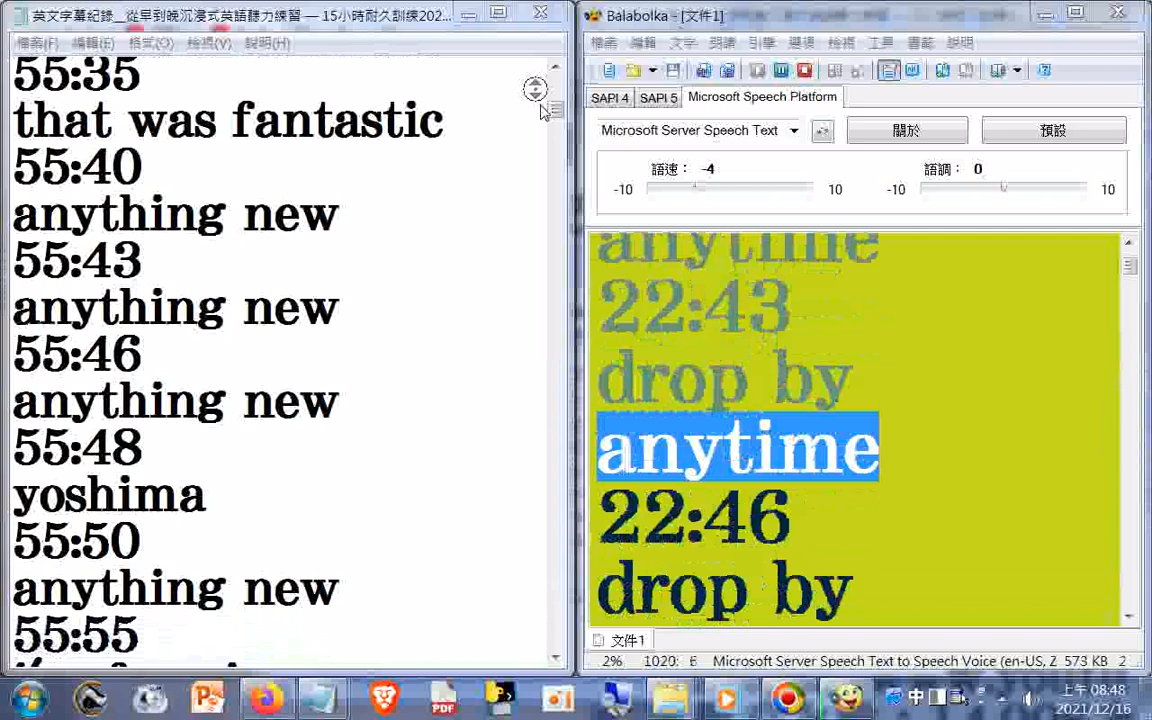 英文字幕紀錄__從早到晚沉浸式英語聽力練習 — 15小時耐久訓練202...
檔案(F) 編輯(E) 格式(O) 檢視(V) 說明(H)
55:35
that was fantastic
55:40
anything new
55:43
anything new
55:46
anything new
55:48
yoshima
55:50
anything new
55:55
Balabolka - [文件1]
檔案 編輯 文字 朗讀 引擎 選項 檢視 工具 書籤 說明
SAPI 4 SAPI 5 Microsoft Speech Platform
Microsoft Server Speech Text 關於 預設
語速： -4 語調： 0
-10 10 -10 10
anytime
22:43
drop by
anytime
22:46
drop by
文件1
2% 1020: 6 Microsoft Server Speech Text to Speech Voice (en-US, Z 573 KB 2
PDF 中 上午 08:48
2021/12/16